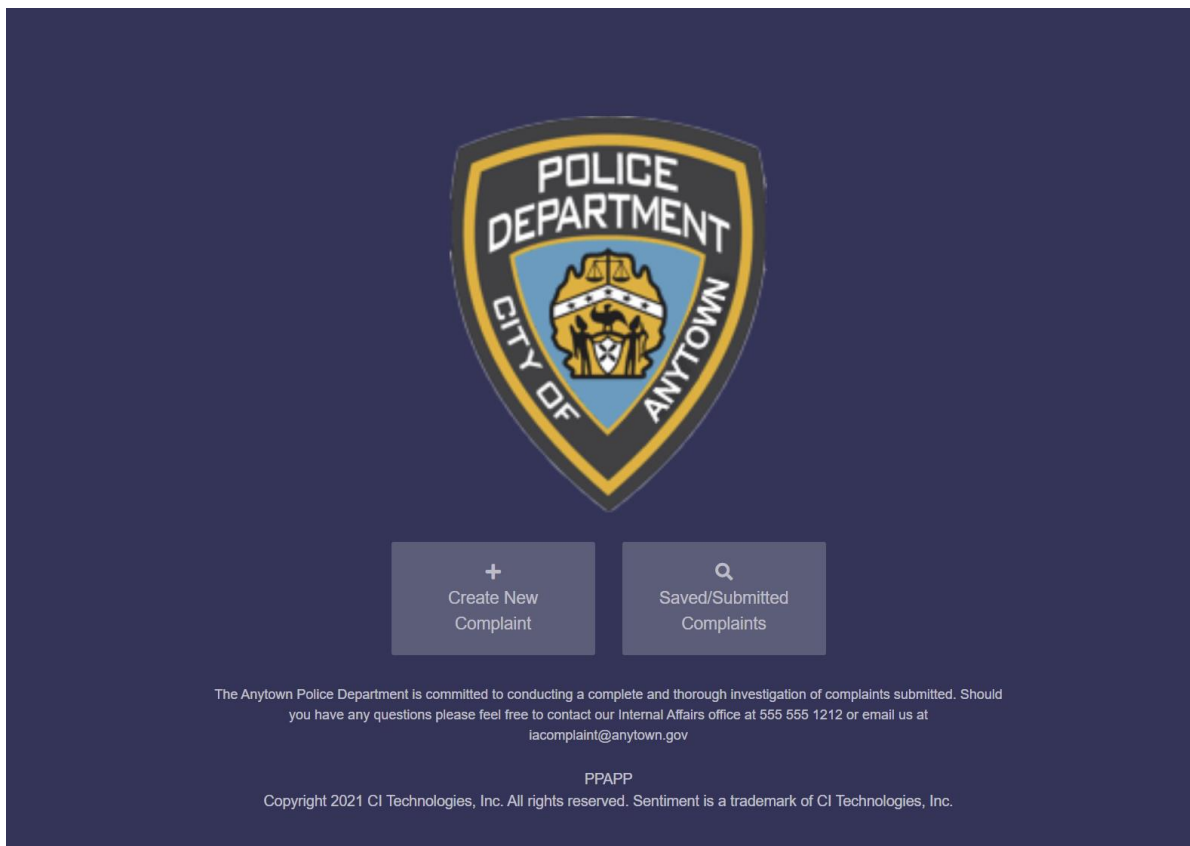 POLICE
DEPARTMENT
CITY OF
ANYTOWN
Create New
Complaint
Saved/Submitted
Complaints
The Anytown Police Department is committed to conducting a complete and thorough investigation of complaints submitted. Should
you have any questions please feel free to contact our Internal Affairs office at 555 555 1212 or email us at
iacomplaint@anytown.gov
PPAPP
Copyright 2021 CI Technologies, Inc. All rights reserved. Sentiment is a trademark of CI Technologies, Inc.